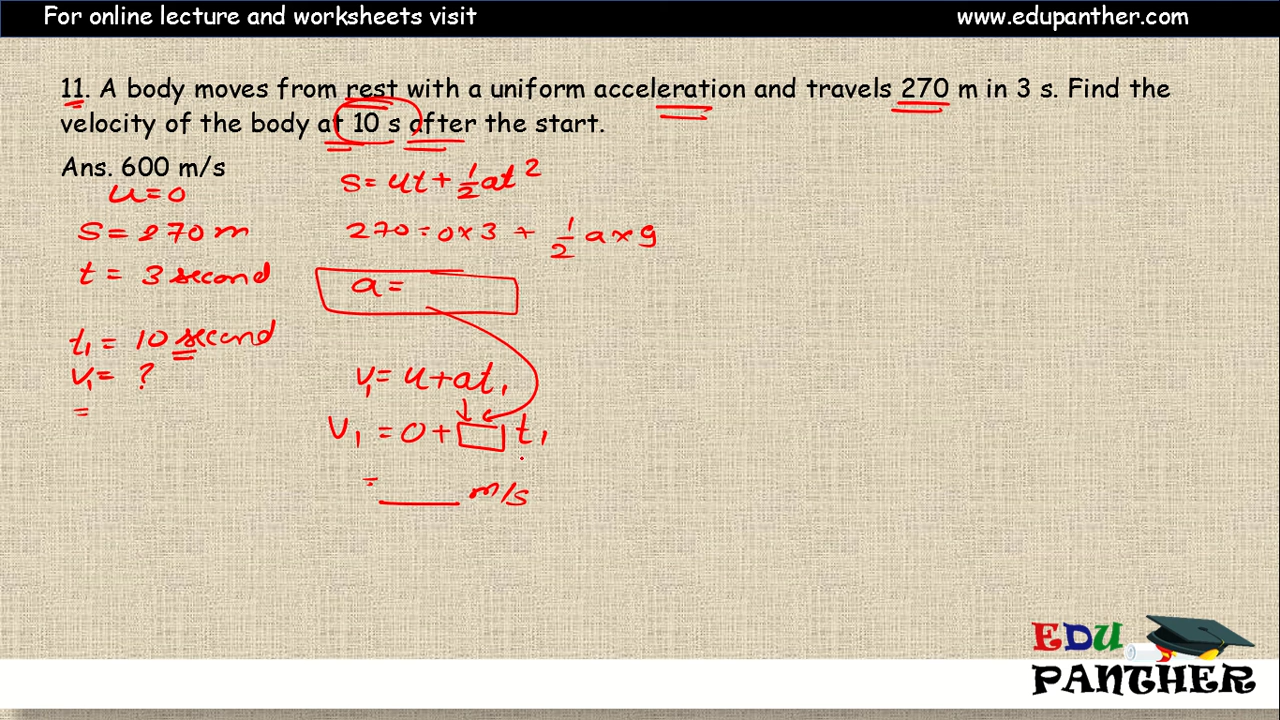 For online lecture and worksheets visit www.edupanther.com
11. A body moves from rest with a uniform acceleration and travels 270 m in 3 s. Find the
velocity of the body at 10 s after the start.
Ans. 600 m/s
u=0
S = 270 m
t = 3 second
t₁ = 10 second
v₁ = ?
=
S= ut + 1/2 at²
270 = 0×3 + 1/2 a×9
a=
v₁= u+at₁
V₁ = 0+ t₁
= ___ m/s
EDU
PANTHER